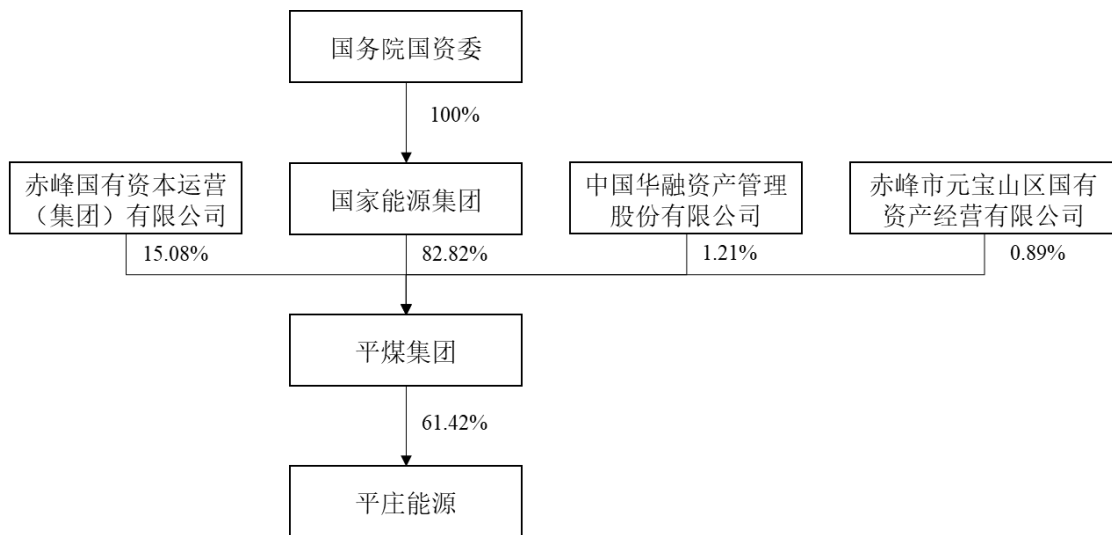 国务院国资委
100%
赤峰国有资本运营
（集团）有限公司
国家能源集团
中国华融资产管理
股份有限公司
赤峰市元宝山区国有
资产经营有限公司
15.08%
82.82%
1.21%
0.89%
平煤集团
61.42%
平庄能源